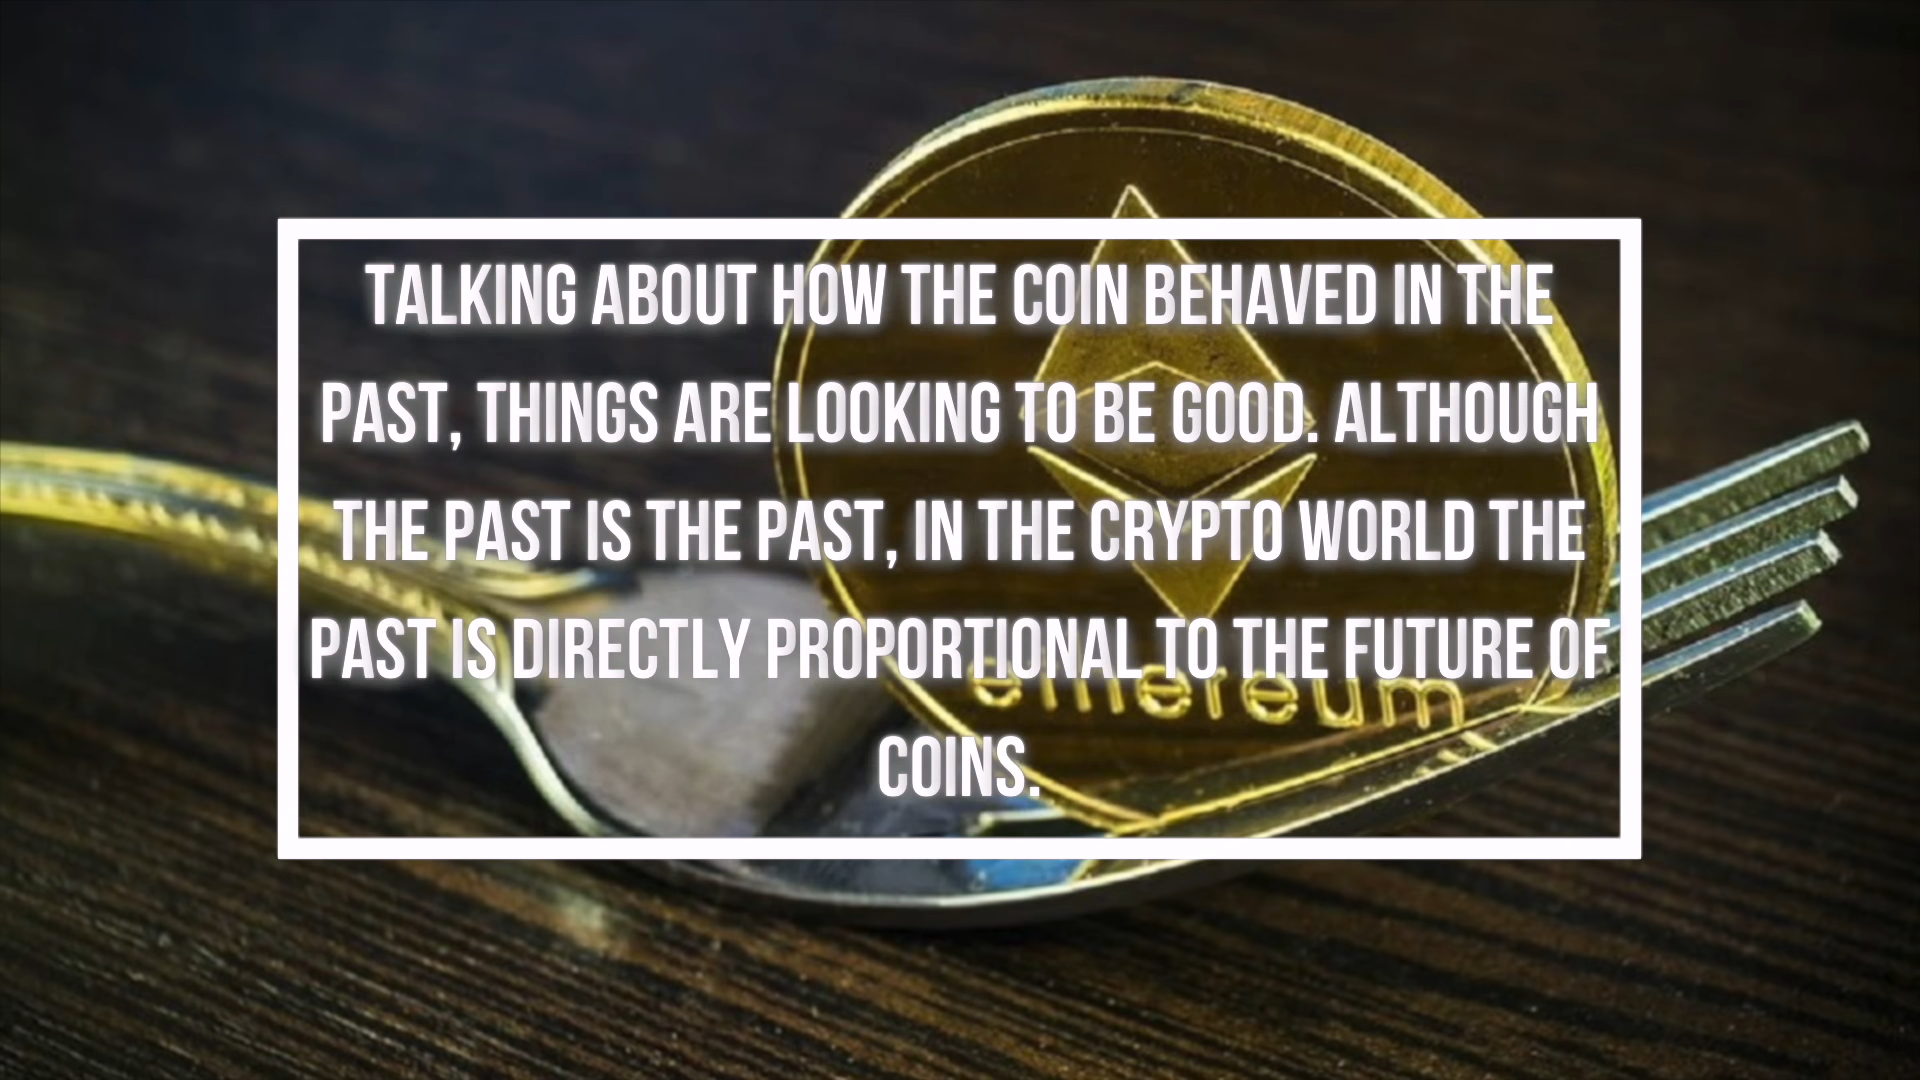 TALKING ABOUT HOW THE COIN BEHAVED IN THE
PAST, THINGS ARE LOOKING TO BE GOOD. ALTHOUGH
THE PAST IS THE PAST, IN THE CRYPTO WORLD THE
PAST IS DIRECTLY PROPORTIONAL TO THE FUTURE OF
COINS.
ethereum